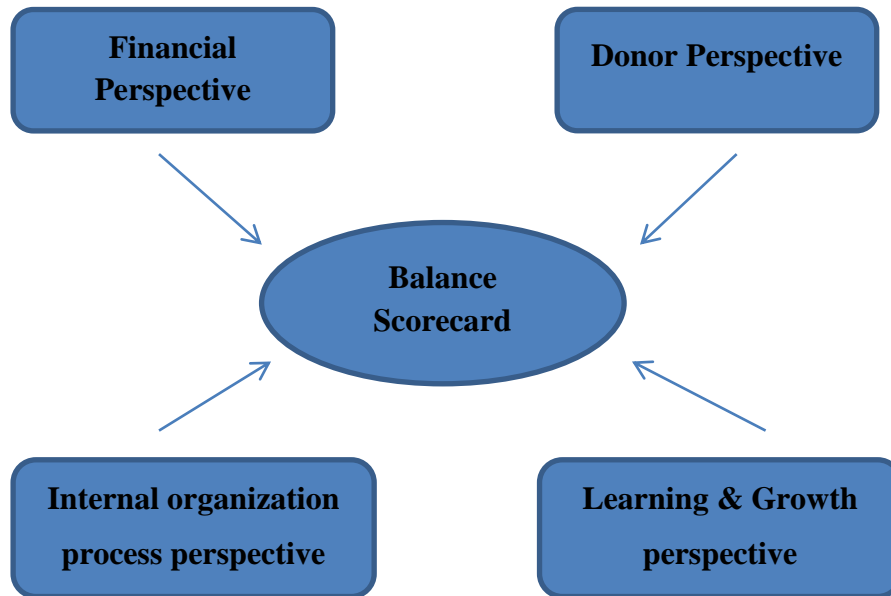 Financial
Perspective
Donor Perspective
Balance
Scorecard
Internal organization
process perspective
Learning & Growth
perspective